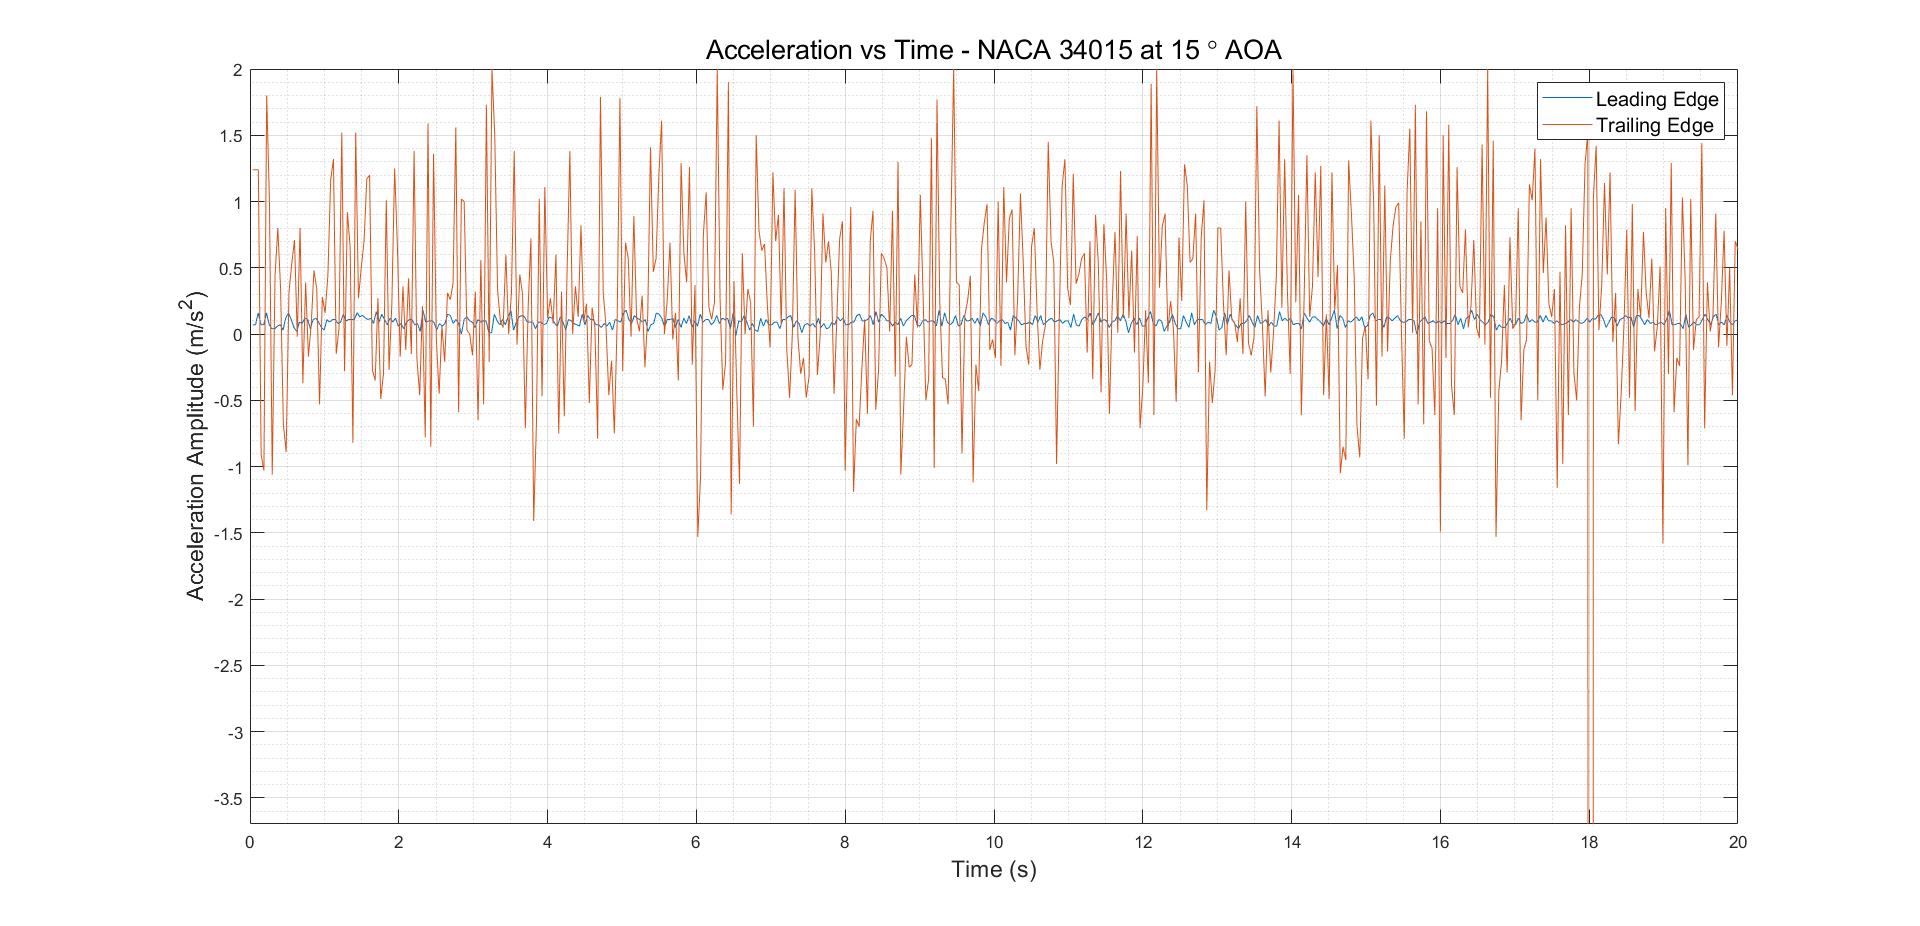 Acceleration vs Time - NACA 34015 at 15 ° AOA
Leading Edge
Trailing Edge
Acceleration Amplitude (m/s²)
2
1.5
1
0.5
0
-0.5
-1
-1.5
-2
-2.5
-3
-3.5
0 2 4 6 8 10 12 14 16 18 20
Time (s)